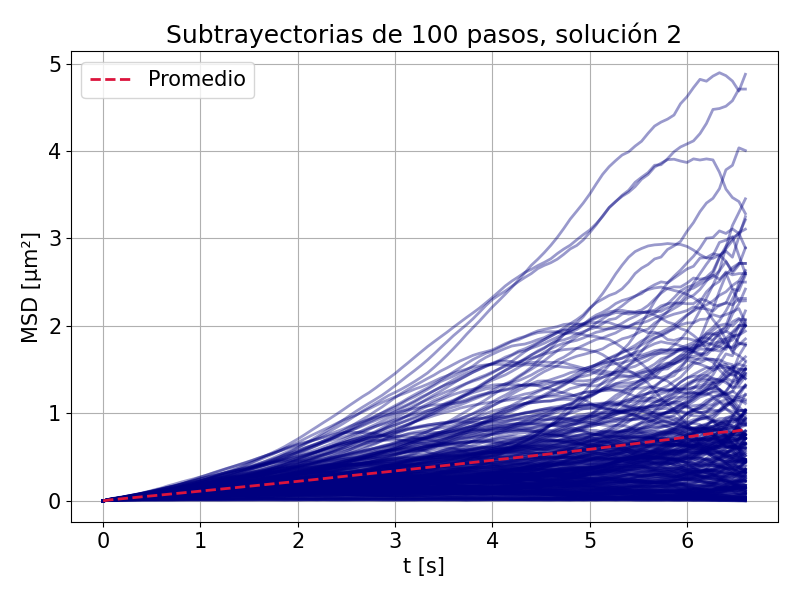 Subtrayectorias de 100 pasos, solución 2
Promedio
MSD [μm²]
5
4
3
2
1
0
0 1 2 3 4 5 6
t [s]